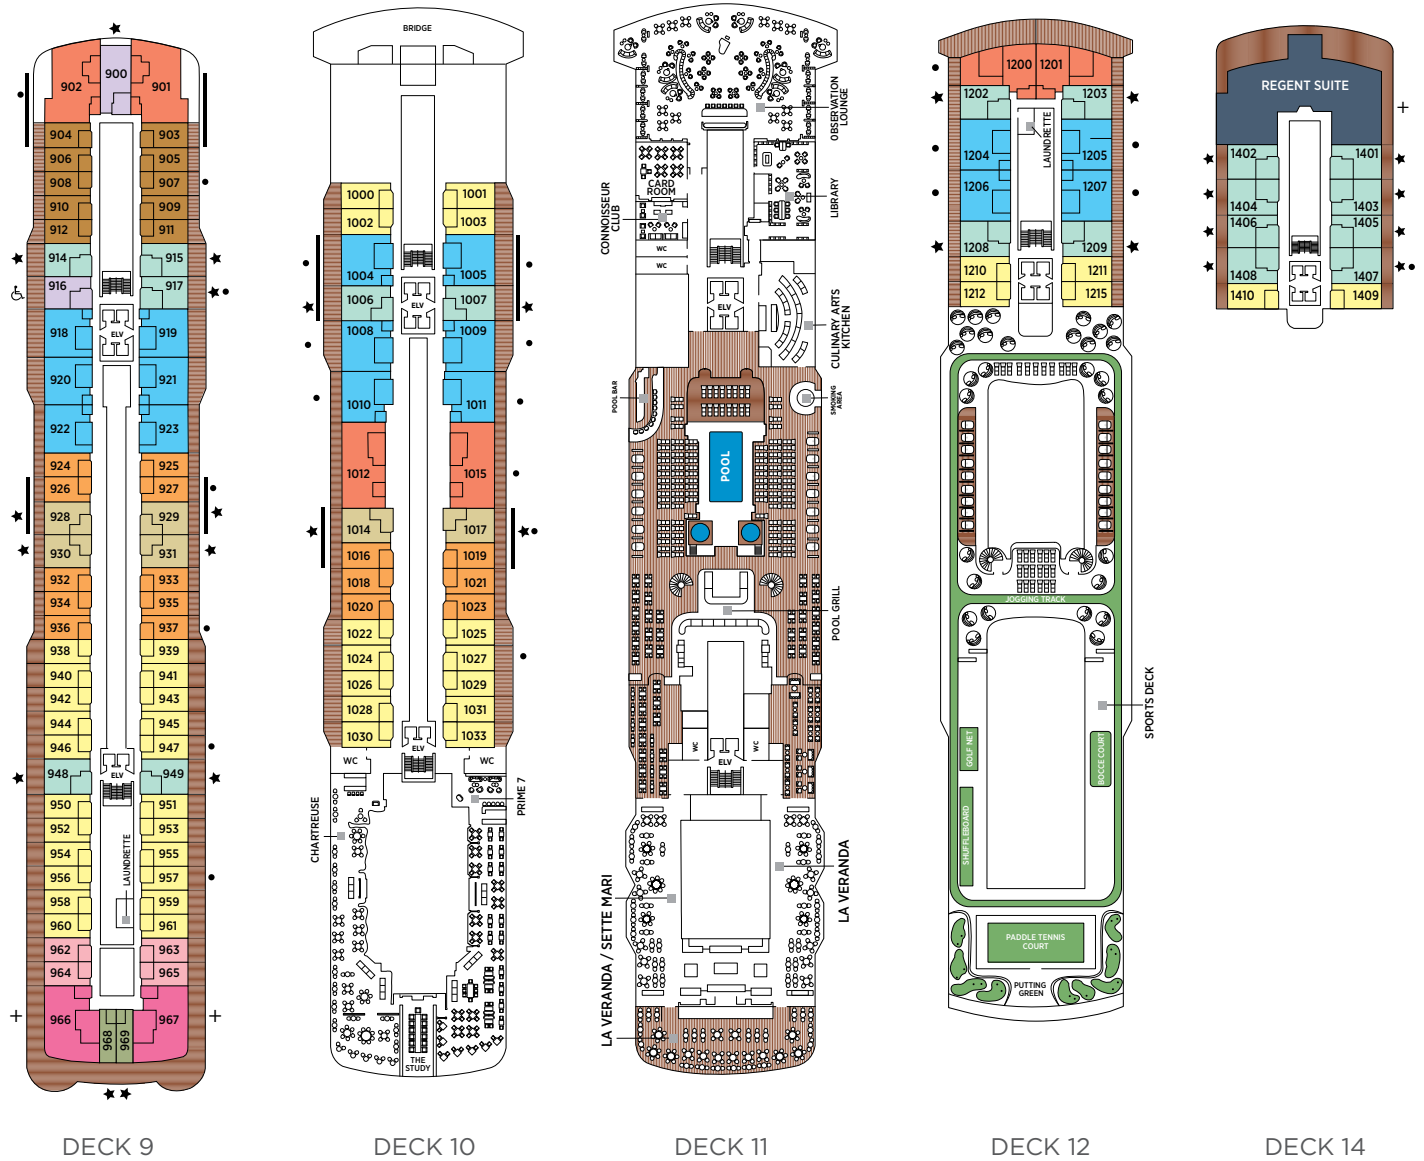 900
902
901
904
903
906
905
908
907
910
909
912
911
914
915
916
917
ELV
918
919
920
921
922
923
924
925
926
927
928
929
930
931
932
933
934
935
936
937
938
939
940
941
942
943
944
945
946
947
ELV
948
949
950
951
952
953
954
955
LAUNDRETTE
956
957
958
959
960
961
962
963
964
965
966
967
968
969
DECK 9
BRIDGE
1000
1001
1002
1003
1004
1005
1006
1007
ELV
1008
1009
1010
1011
1012
1015
1014
1017
1016
1019
1018
1021
1020
1023
1022
1025
1024
1027
1026
1029
1028
1031
1030
1033
ELV
WC
WC
CHARTREUSE
PRIME 7
THE
STUDY
DECK 10
OBSERVATION
LOUNGE
CARD
ROOM
CONNOISSEUR
CLUB
LIBRARY
WC
WC
ELV
CULINARY ARTS
KITCHEN
POOL BAR
SMOKING
AREA
POOL
POOL GRILL
WC
WC
ELV
LA VERANDA
LA VERANDA / SETTE MARI
DECK 11
1200
1201
1202
1203
LAUNDRETTE
1204
1205
1206
1207
1208
1209
1210
1211
1212
1215
JOGGING TRACK
SPORTS DECK
GOLF NET
BOCCE COURT
SHUFFLEBOARD
PADDLE TENNIS
COURT
PUTTING
GREEN
DECK 12
REGENT SUITE
1402
1401
1404
1403
1406
1405
1408
1407
1410
1409
DECK 14